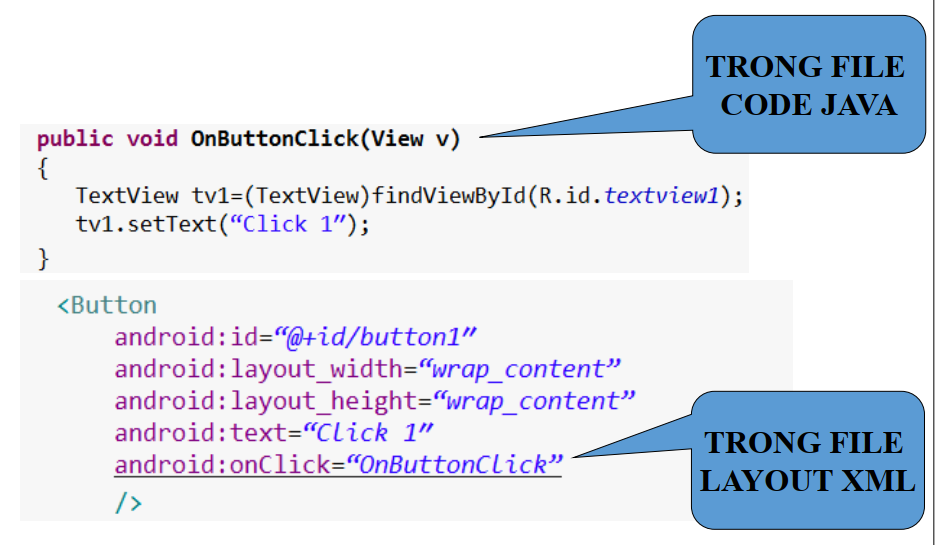 TRONG FILE
CODE JAVA
public void OnButtonClick(View v)
{
TextView tv1=(TextView)findViewById(R.id.textview1);
tv1.setText(“Click 1”);
}
<Button
android:id=“@+id/button1”
android:layout_width=“wrap_content”
android:layout_height=“wrap_content”
android:text=“Click 1”
android:onClick=“OnButtonClick”
/>
TRONG FILE
LAYOUT XML